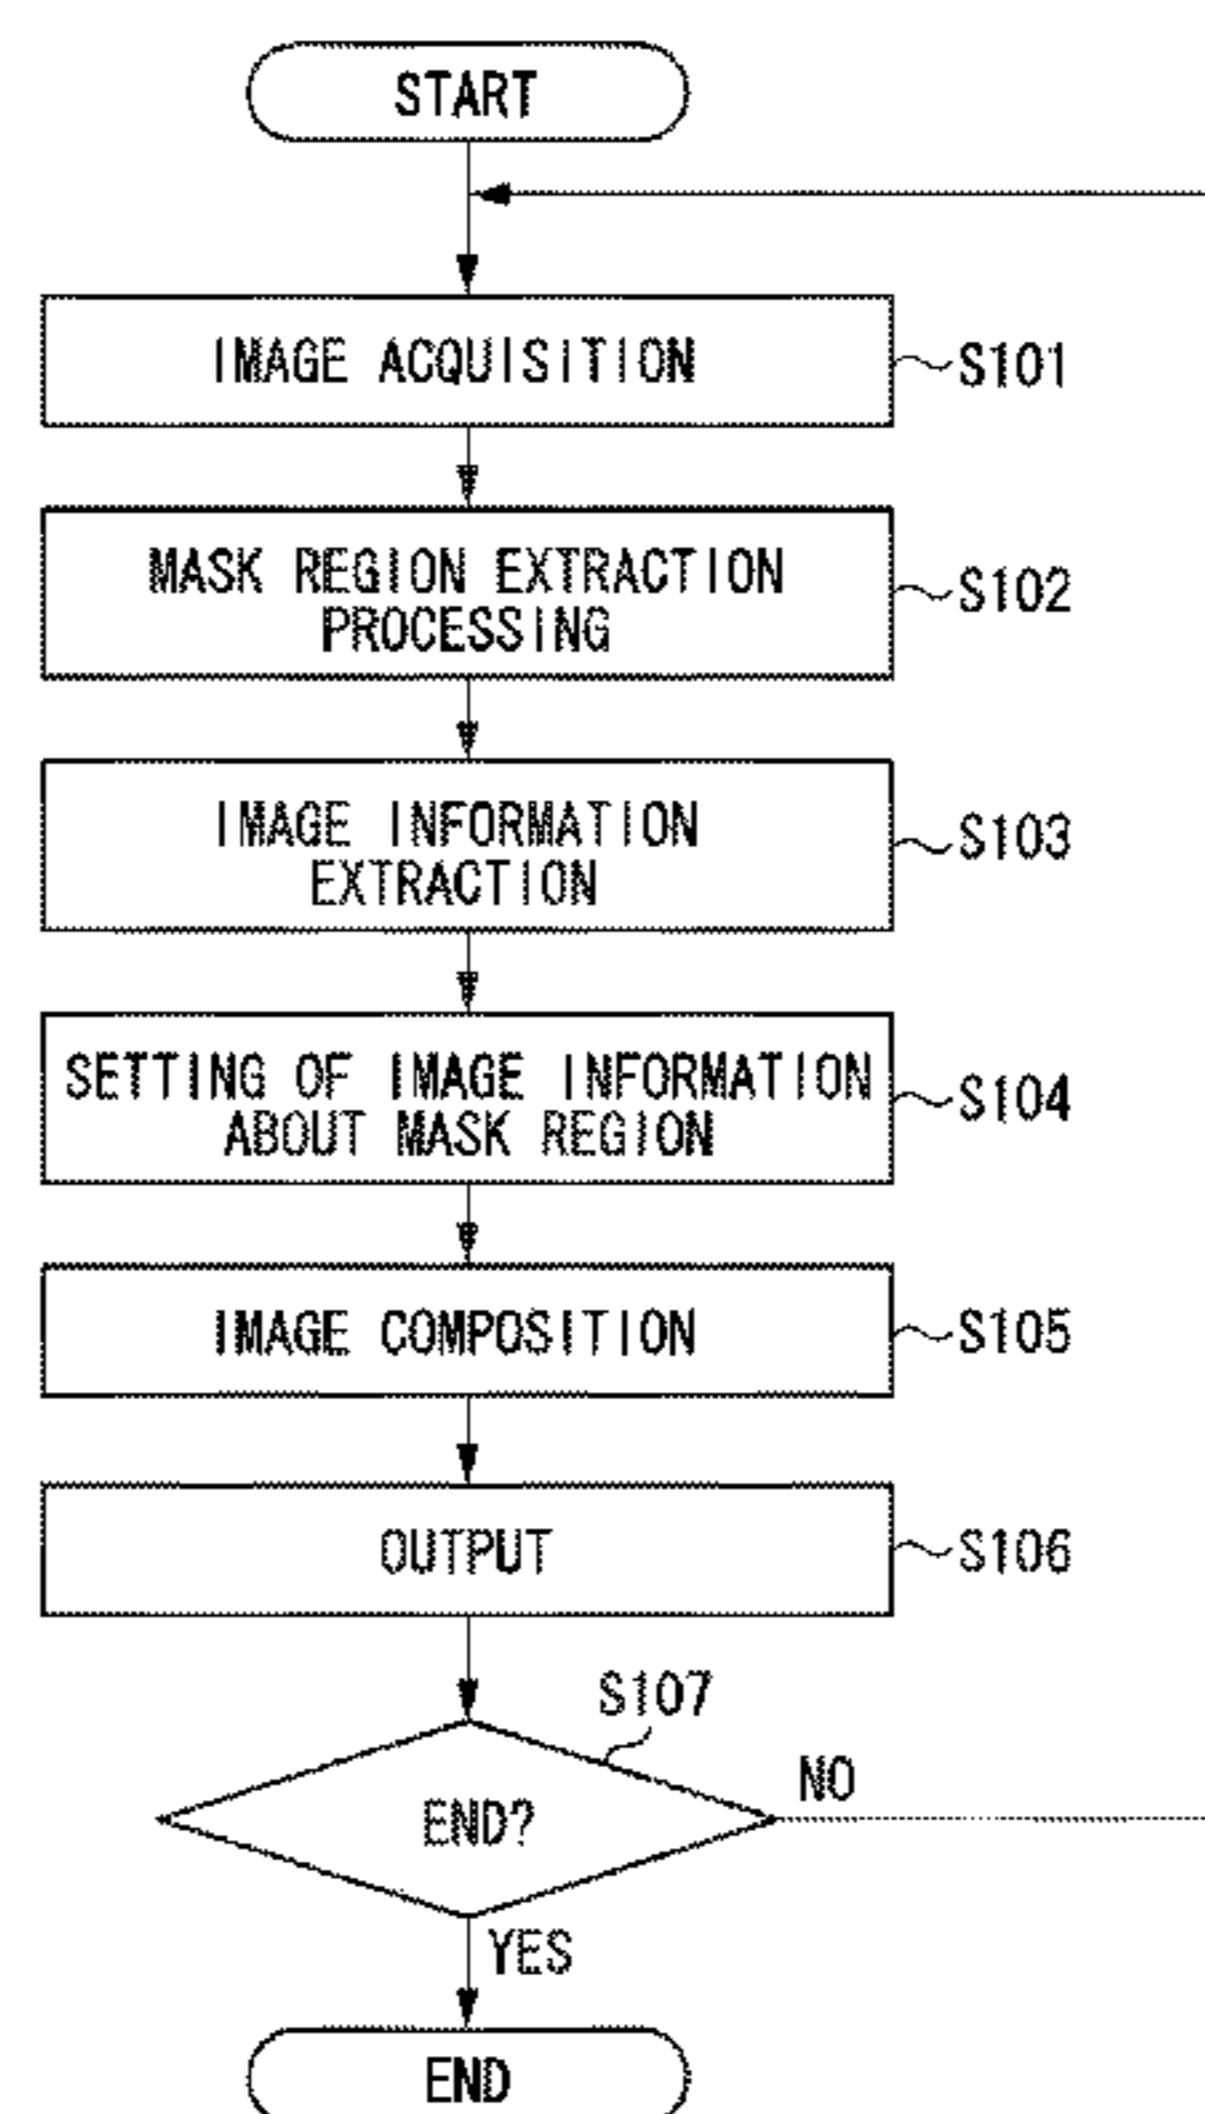 START
IMAGE ACQUISITION
S101
MASK REGION EXTRACTION
PROCESSING
S102
IMAGE INFORMATION
EXTRACTION
S103
SETTING OF IMAGE INFORMATION
ABOUT MASK REGION
S104
IMAGE COMPOSITION
S105
OUTPUT
S106
S107
END?
NO
YES
END